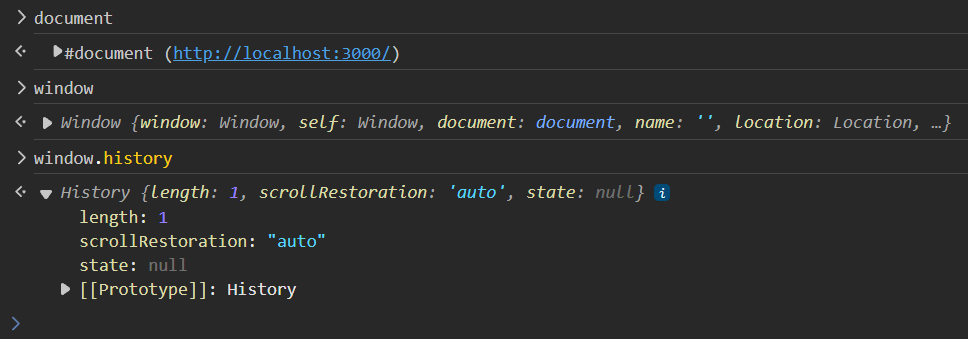 document
#document (http://localhost:3000/)
window
Window {window: Window, self: Window, document: document, name: '', location: Location, …}
window.history
History {length: 1, scrollRestoration: 'auto', state: null} i
length: 1
scrollRestoration: "auto"
state: null
[[Prototype]]: History